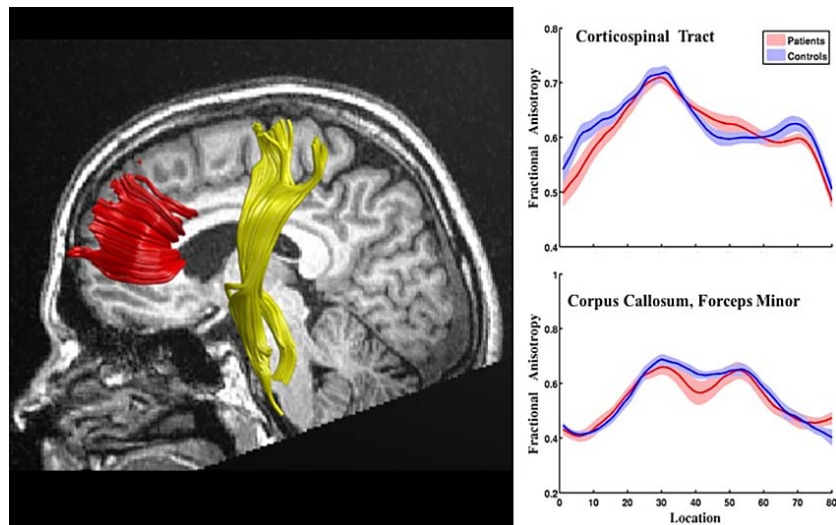 Corticospinal Tract
Patients
Controls
Fractional Anisotropy
0.8
0.7
0.6
0.5
0.4
Corpus Callosum, Forceps Minor
Fractional Anisotropy
1
0.8
0.6
0.4
0.2
0 10 20 30 40 50 60 70 80
Location